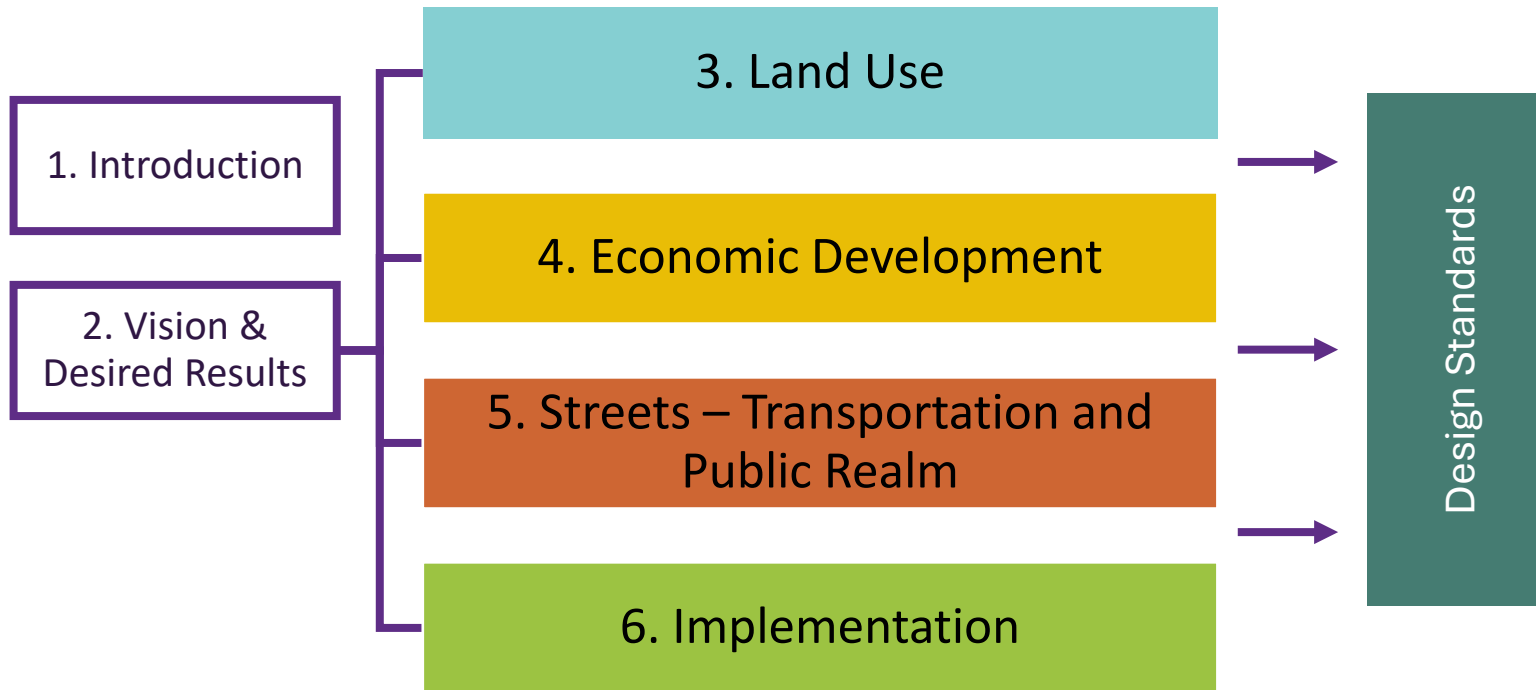 1. Introduction
2. Vision &
Desired Results
3. Land Use
4. Economic Development
5. Streets – Transportation and
Public Realm
6. Implementation
Design Standards